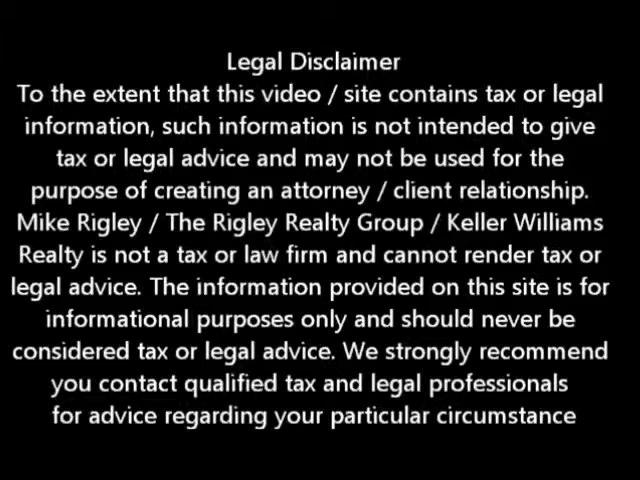 Legal Disclaimer
To the extent that this video / site contains tax or legal
information, such information is not intended to give
tax or legal advice and may not be used for the
purpose of creating an attorney / client relationship.
Mike Rigley / The Rigley Realty Group / Keller Williams
Realty is not a tax or law firm and cannot render tax or
legal advice. The information provided on this site is for
informational purposes only and should never be
considered tax or legal advice. We strongly recommend
you contact qualified tax and legal professionals
for advice regarding your particular circumstance